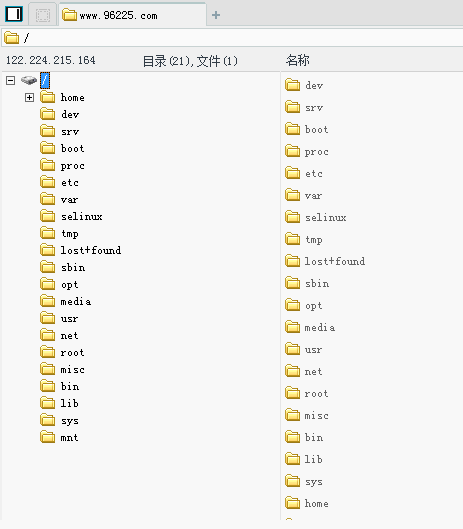 www.96225.com
/
122.224.215.164 目录(21),文件(1) 名称
/
home
dev
srv
boot
proc
etc
var
selinux
tmp
lost+found
sbin
opt
media
usr
net
root
misc
bin
lib
sys
mnt
dev
srv
boot
proc
etc
var
selinux
tmp
lost+found
sbin
opt
media
usr
net
root
misc
bin
lib
sys
home